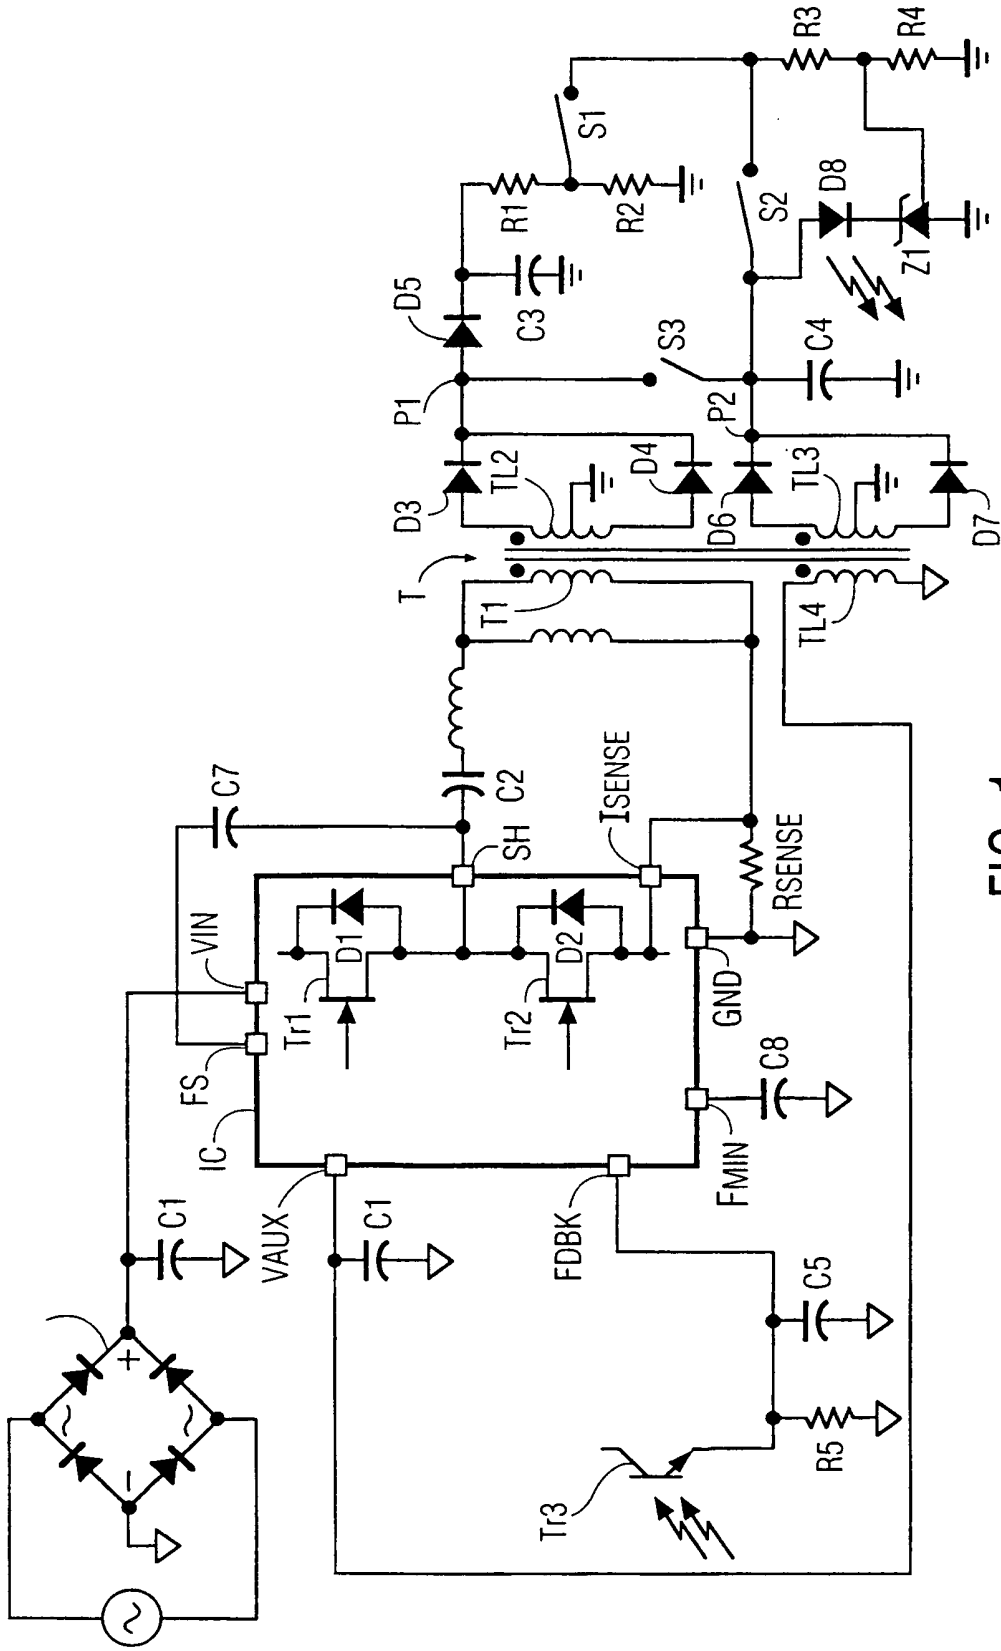 C1
VIN
C7
FS
IC
VAUX
C1
Tr1
D1
Tr2
D2
SH
C2
ISENSE
RSENSE
GND
FMIN
C8
FDBK
C5
R5
Tr3
T
T1
TL4
D3
TL2
D4
D6
TL3
D7
P1
P2
D5
C3
S3
C4
R1
R2
S1
S2
D8
Z1
R3
R4
+
−
~
~
~